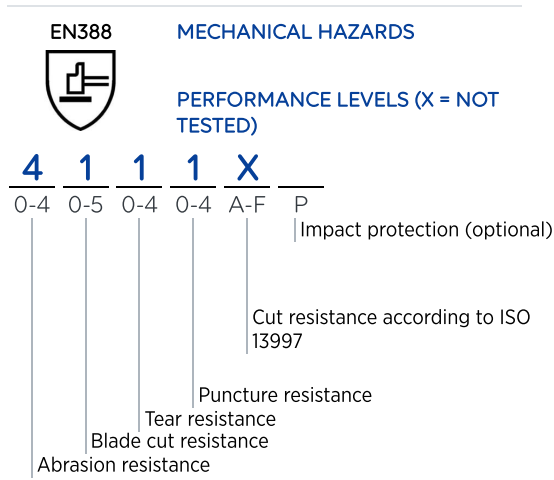 EN388
MECHANICAL HAZARDS
PERFORMANCE LEVELS (X = NOT
TESTED)
4 1 1 1 X
0-4 0-5 0-4 0-4 A-F P
Impact protection (optional)
Cut resistance according to ISO
13997
Puncture resistance
Tear resistance
Blade cut resistance
Abrasion resistance